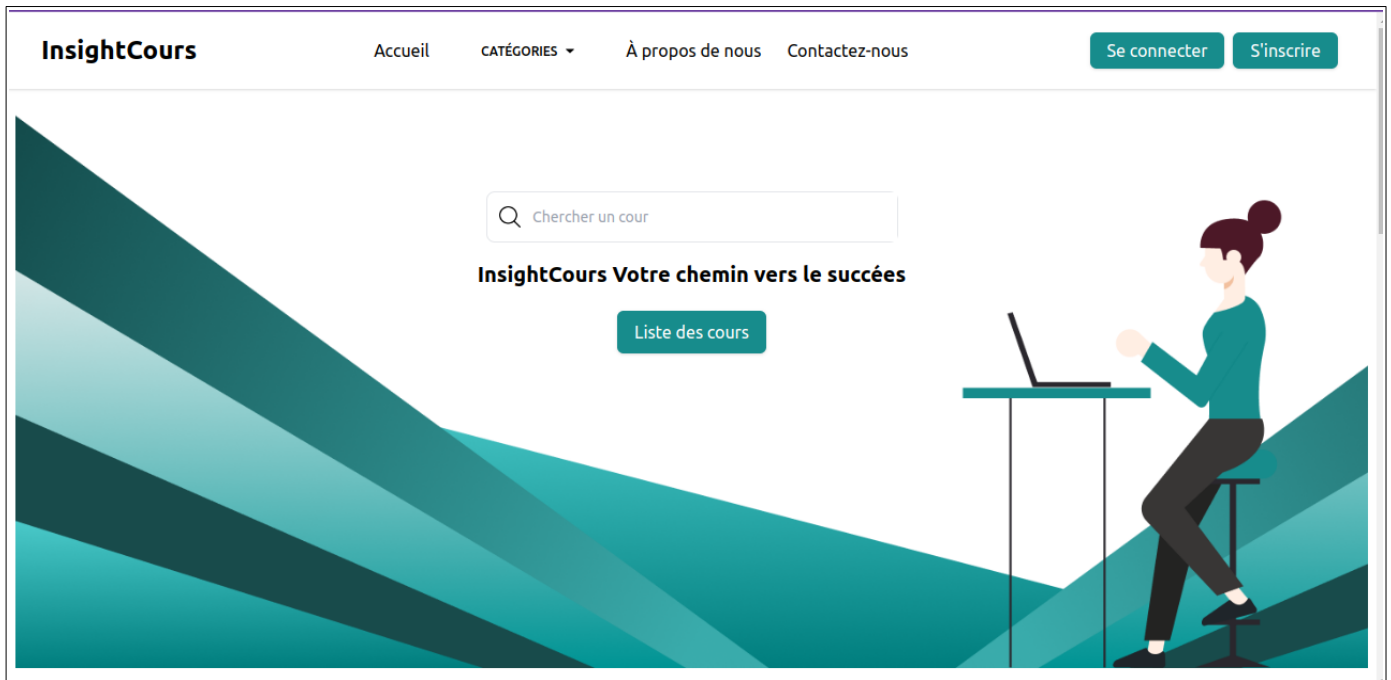 InsightCours Accueil CATÉGORIES À propos de nous Contactez-nous Se connecter S'inscrire
Chercher un cour
InsightCours Votre chemin vers le succées
Liste des cours